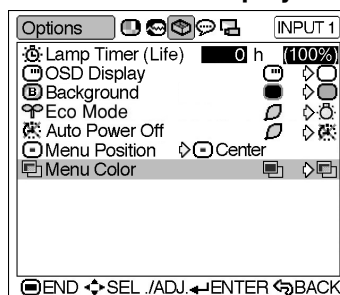 Options INPUT 1
Lamp Timer (Life) 0 h (100%)
OSD Display
B Background
Eco Mode
Auto Power Off
Menu Position Center
Menu Color
END SEL ./ADJ. ENTER BACK